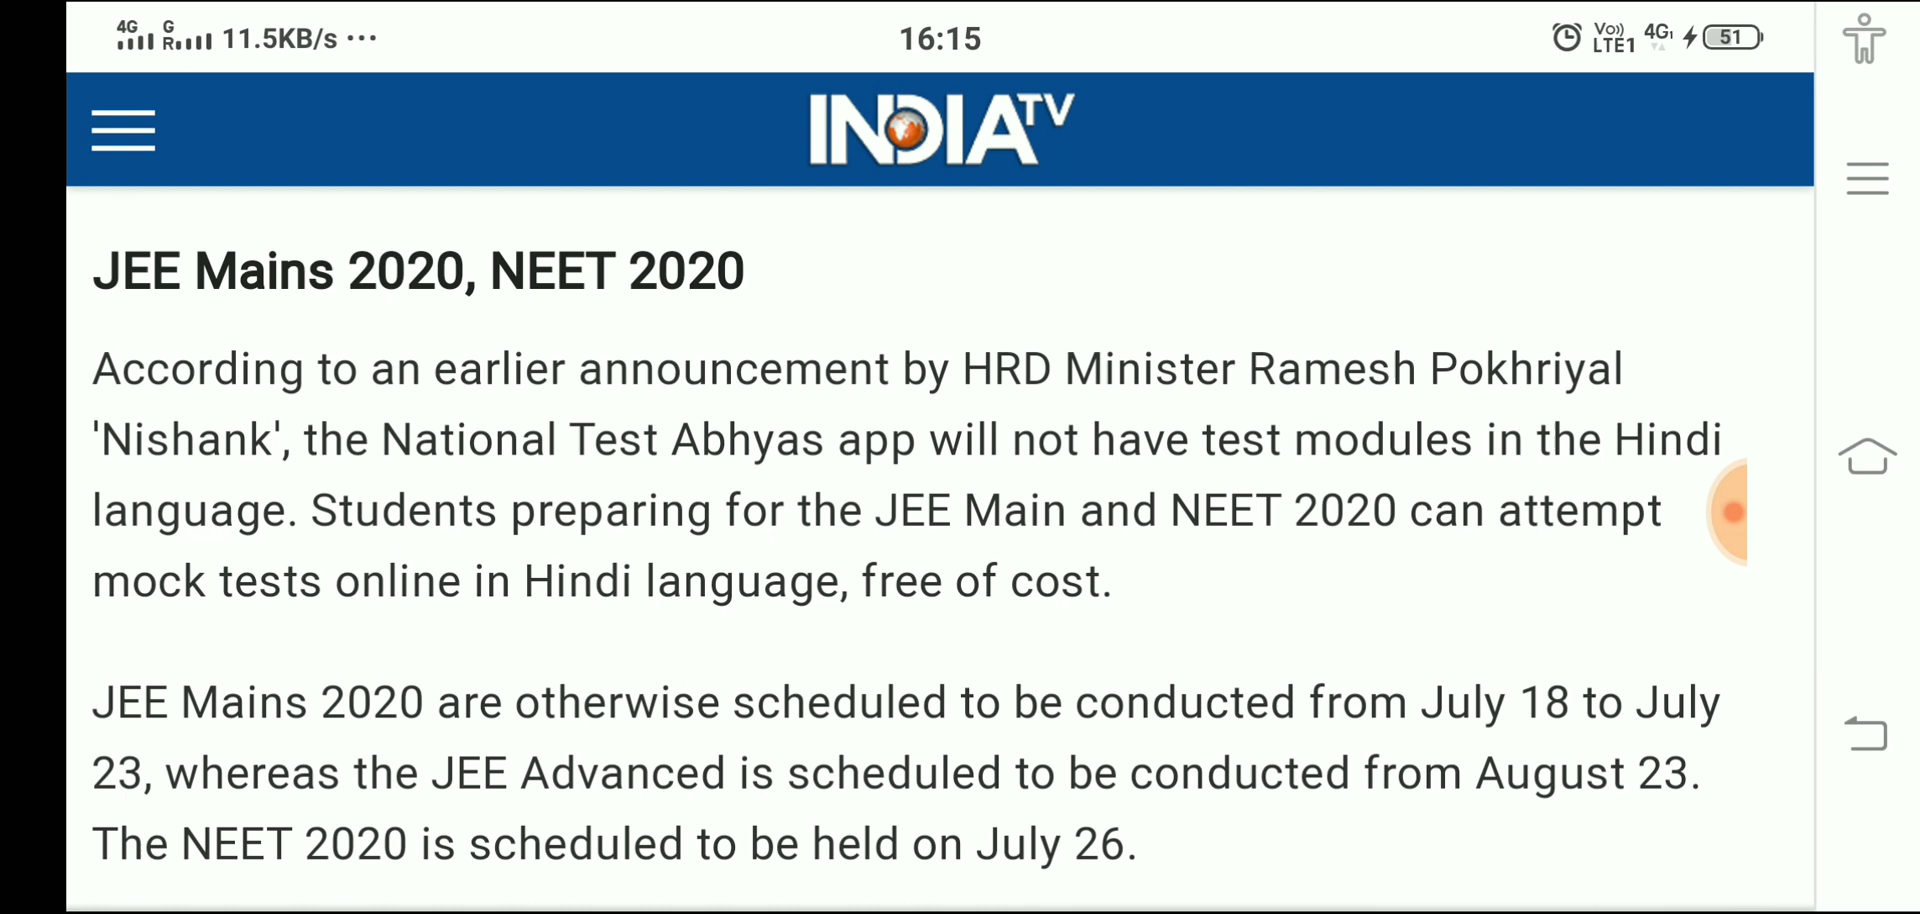 4G G R 11.5KB/s ··· 16:15 Vo)) LTE1 4G1 51
INDIA TV
JEE Mains 2020, NEET 2020
According to an earlier announcement by HRD Minister Ramesh Pokhriyal
'Nishank', the National Test Abhyas app will not have test modules in the Hindi
language. Students preparing for the JEE Main and NEET 2020 can attempt
mock tests online in Hindi language, free of cost.
JEE Mains 2020 are otherwise scheduled to be conducted from July 18 to July
23, whereas the JEE Advanced is scheduled to be conducted from August 23.
The NEET 2020 is scheduled to be held on July 26.